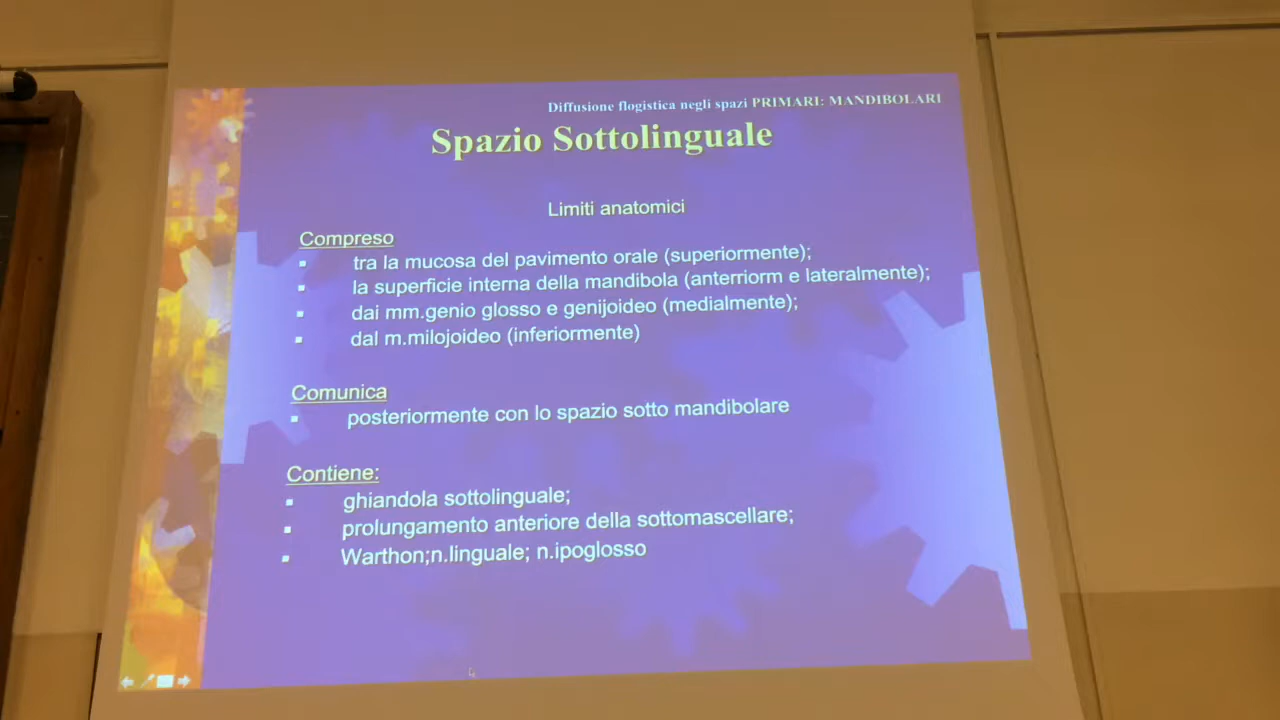 Diffusione flogistica negli spazi PRIMARI: MANDIBOLARI
Spazio Sottolinguale
Limiti anatomici
Compreso
▪ tra la mucosa del pavimento orale (superiormente);
▪ la superficie interna della mandibola (anterriorm e lateralmente);
▪ dai mm.genio glosso e genijoideo (medialmente);
▪ dal m.milojoideo (inferiormente)
Comunica
▪ posteriormente con lo spazio sotto mandibolare
Contiene:
▪ ghiandola sottolinguale;
▪ prolungamento anteriore della sottomascellare;
▪ Warthon;n.linguale; n.ipoglosso